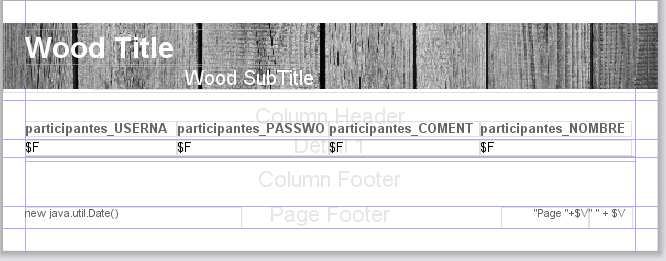 Wood Title
Wood SubTitle
Column Header
participantes_USERNA participantes_PASSWO participantes_COMENT participantes_NOMBRE
Detail 1
$F $F $F $F
Column Footer
new java.util.Date() Page Footer "Page "+$V " " + $V